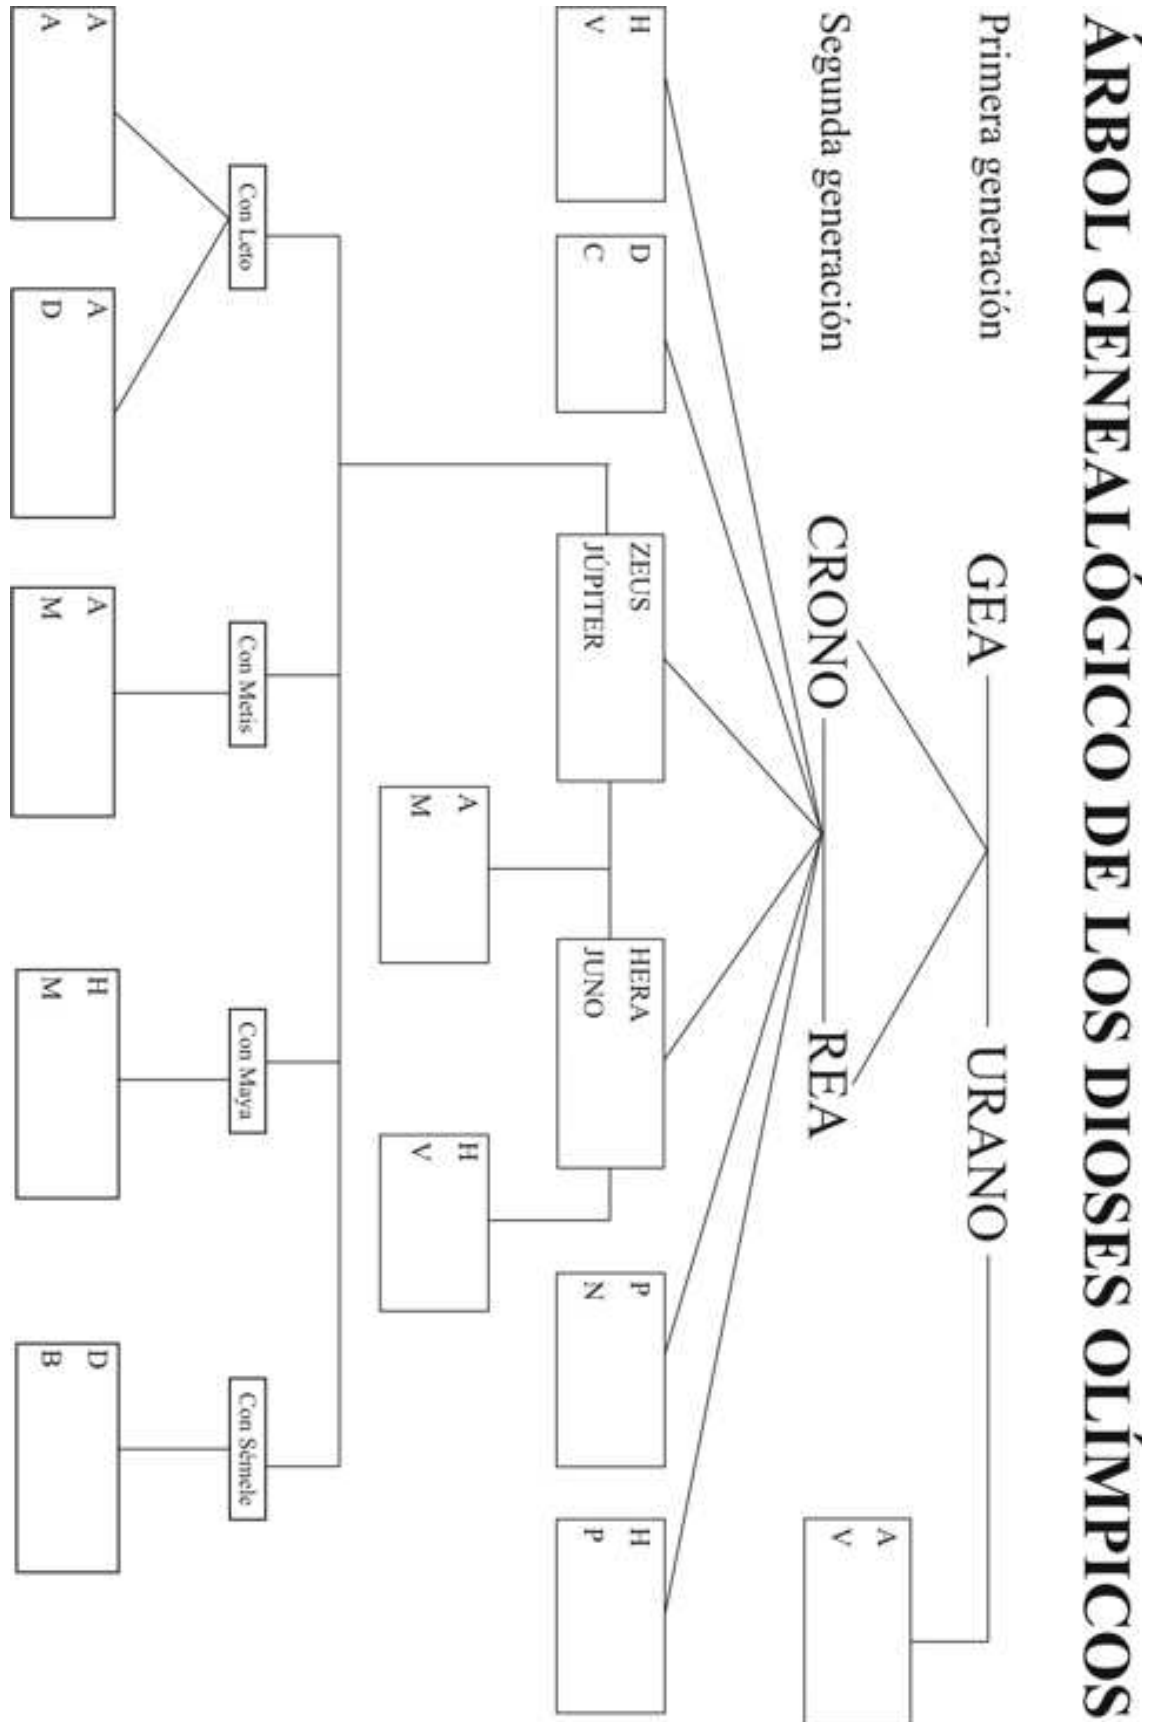 ÁRBOL GENEALÓGICO DE LOS DIOSES OLÍMPICOS
Primera generación
GEA
URANO
Segunda generación
CRONO
REA
A
V
H
V
D
C
ZEUS
JÚPITER
HERA
JUNO
P
N
H
P
A
M
H
V
Con Leto
Con Metis
Con Maya
Con Sémele
A
A
A
D
A
M
H
M
D
B